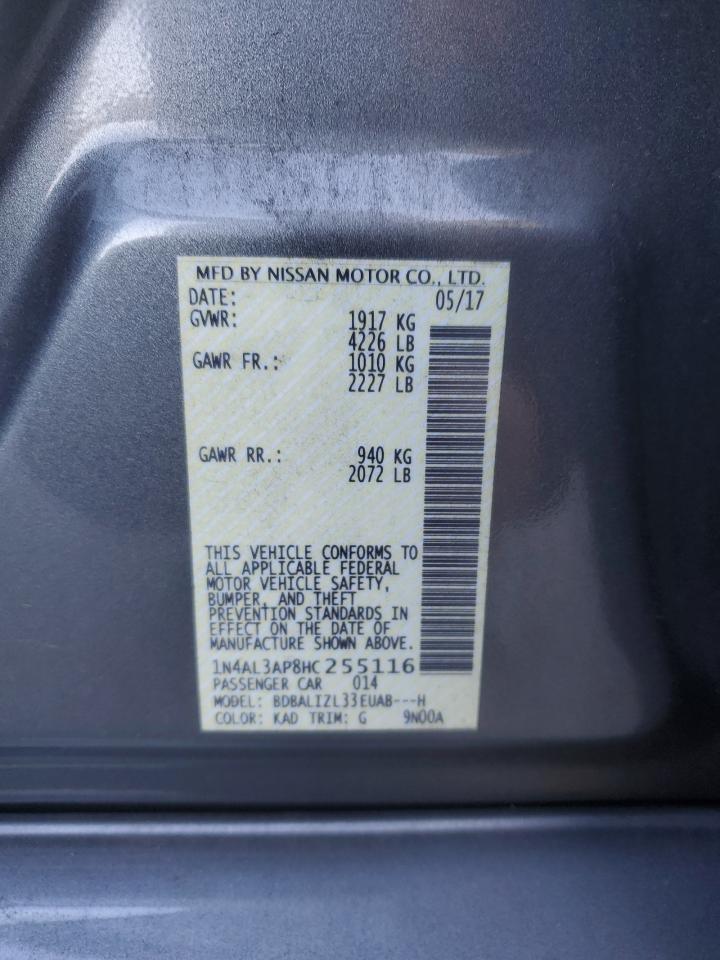 MFD BY NISSAN MOTOR CO., LTD.
DATE: 05/17
GVWR: 1917 KG
4226 LB
GAWR FR.: 1010 KG
2227 LB
GAWR RR.: 940 KG
2072 LB
THIS VEHICLE CONFORMS TO
ALL APPLICABLE FEDERAL
MOTOR VEHICLE SAFETY,
BUMPER, AND THEFT
PREVENTION STANDARDS IN
EFFECT ON THE DATE OF
MANUFACTURE SHOWN ABOVE.
1N4AL3AP8HC255116
PASSENGER CAR 014
MODEL: BDBALIZL33EUAB---H
COLOR: KAD TRIM: G 9N00A